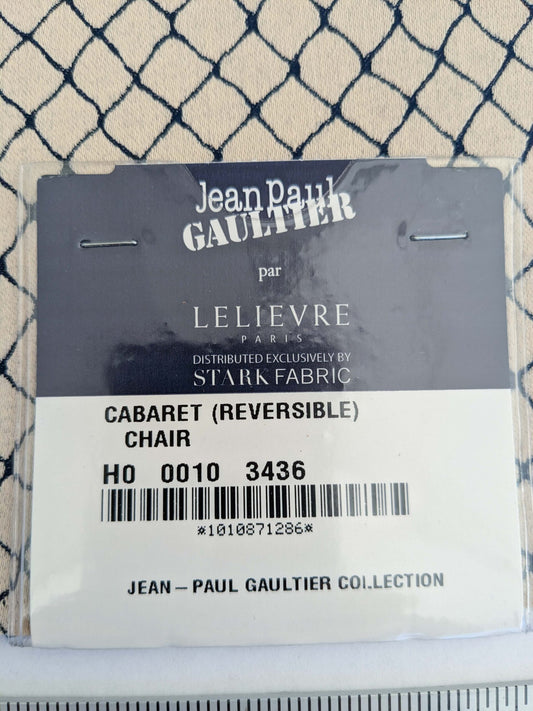 Jean Paul
GAULTIER
par
LELIEVRE
PARIS
DISTRIBUTED EXCLUSIVELY BY
STARK FABRIC
CABARET (REVERSIBLE)
CHAIR
H0 0010 3436
*1010871286*
JEAN – PAUL GAULTIER COLLECTION